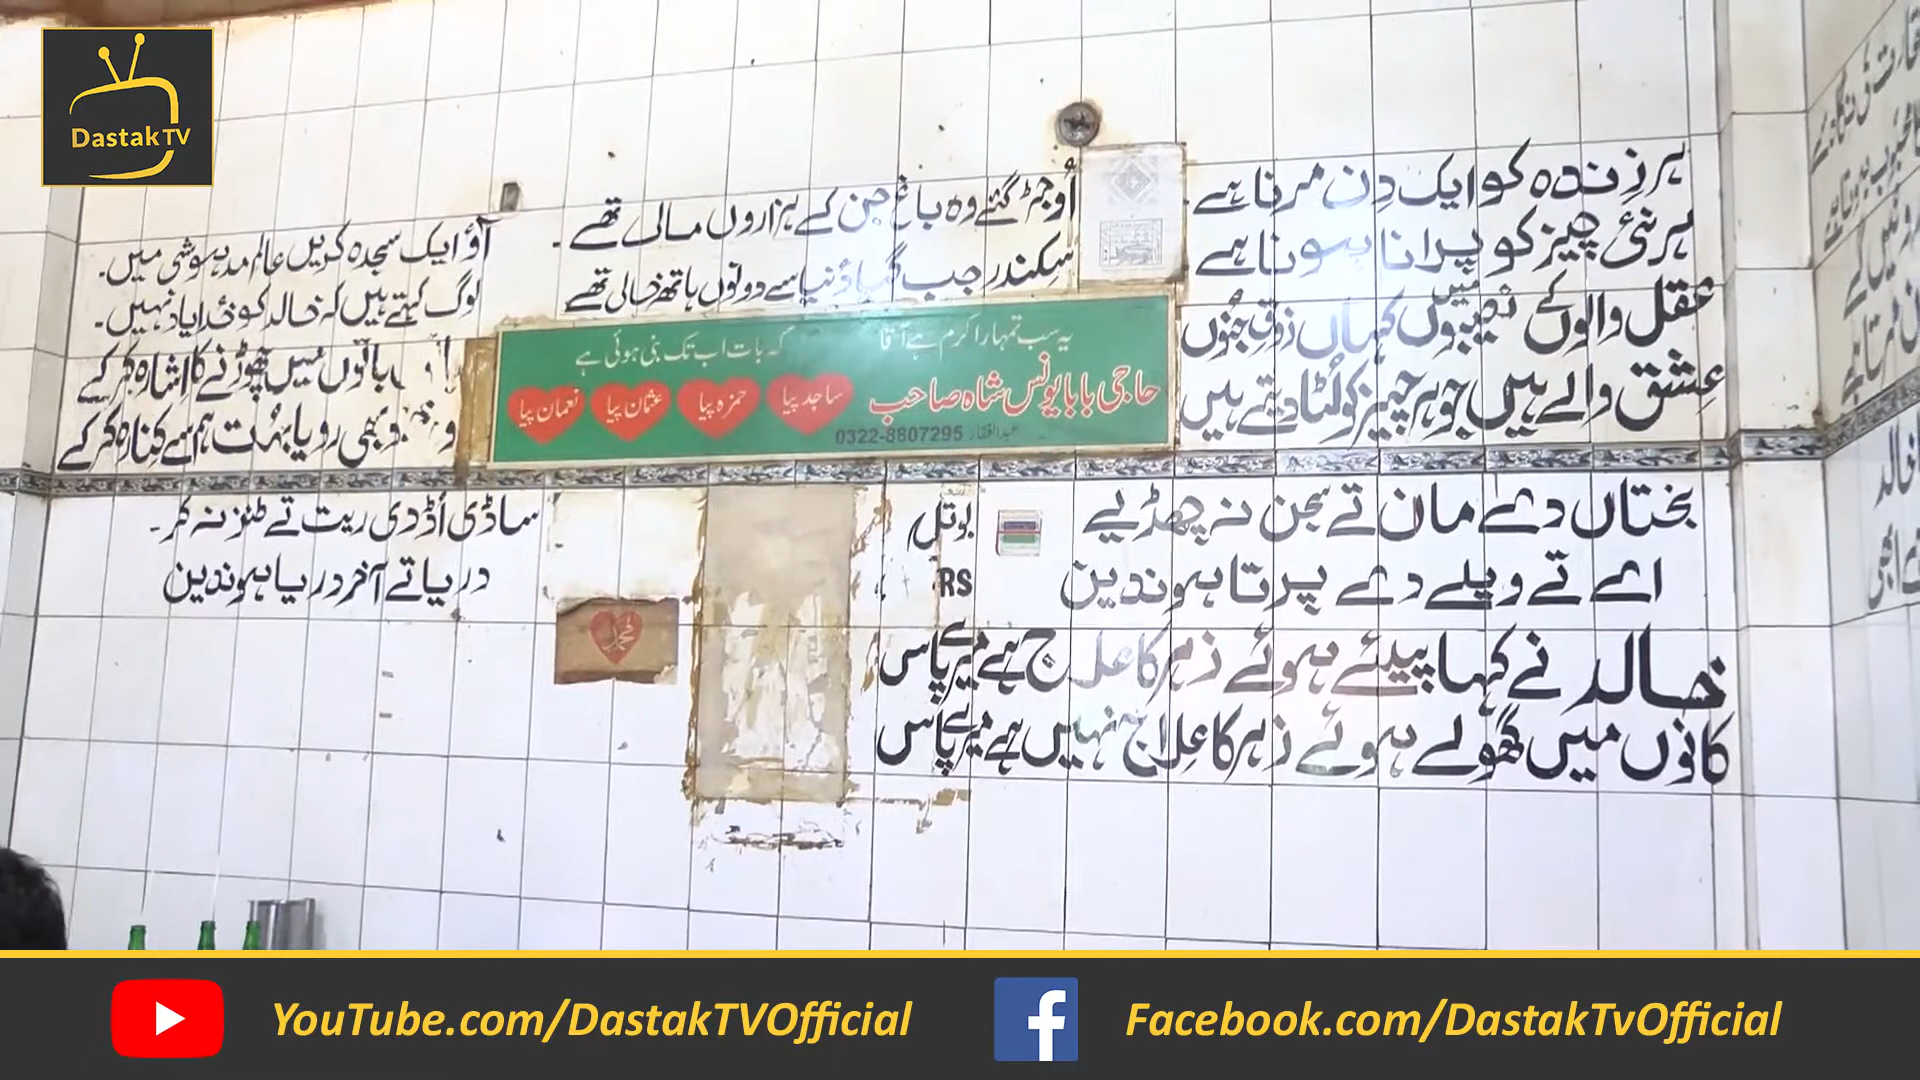 Dastak TV
ہر زندہ کو ایک دن مرنا ہے
ہر نئی چیز کو پرانا ہونا ہے
عقل والوں کے نصیبوں میں کہاں ذوقِ جنوں
عشق والے ہیں جو ہر چیز کو لُٹا دیتے ہیں
اُوجڑ گئے وہ باغ جن کے ہزاروں مالی تھے۔
سکندر جب گیا دُنیا سے دونوں ہاتھ خالی تھے
آؤ ایک سجدہ کریں عالم مدہوشی میں۔
لوگ کہتے ہیں کہ خالد کو خدا یاد نہیں۔
باتوں میں چھوڑنے کا اشارہ کر کے
بھی رویا بہُت ہم سے کنارہ کر کے
یہ سب تمہارا کرم ہے آقا
کہ بات اب تک بنی ہوئی ہے
حاجی بابا یونس شاہ صاحب
ساجد پیا
حمزہ پیا
عثمان پیا
نعمان پیا
عبدالغفار 0322-8807295
بختاں دے مان تے سجن نہ چھڑیے
اے تے ویلے دے پرتا ہوندین
خالد نے کہا پیئے ہوئے زہر کا علاج ہے میرے پاس
کانوں میں گھولے ہوئے زہر کا علاج نہیں ہے میرے پاس
بوتل
RS
ساڈی اُڈدی ریت تے طنز نہ کر۔
دریا تے آخر دریا ہوندین
محمد
خالد
YouTube.com/DastakTVOfficial
Facebook.com/DastakTvOfficial